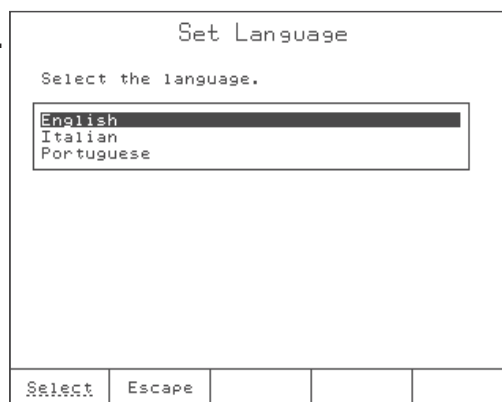 Set Language
Select the language.
English
Italian
Portuguese
Select Escape